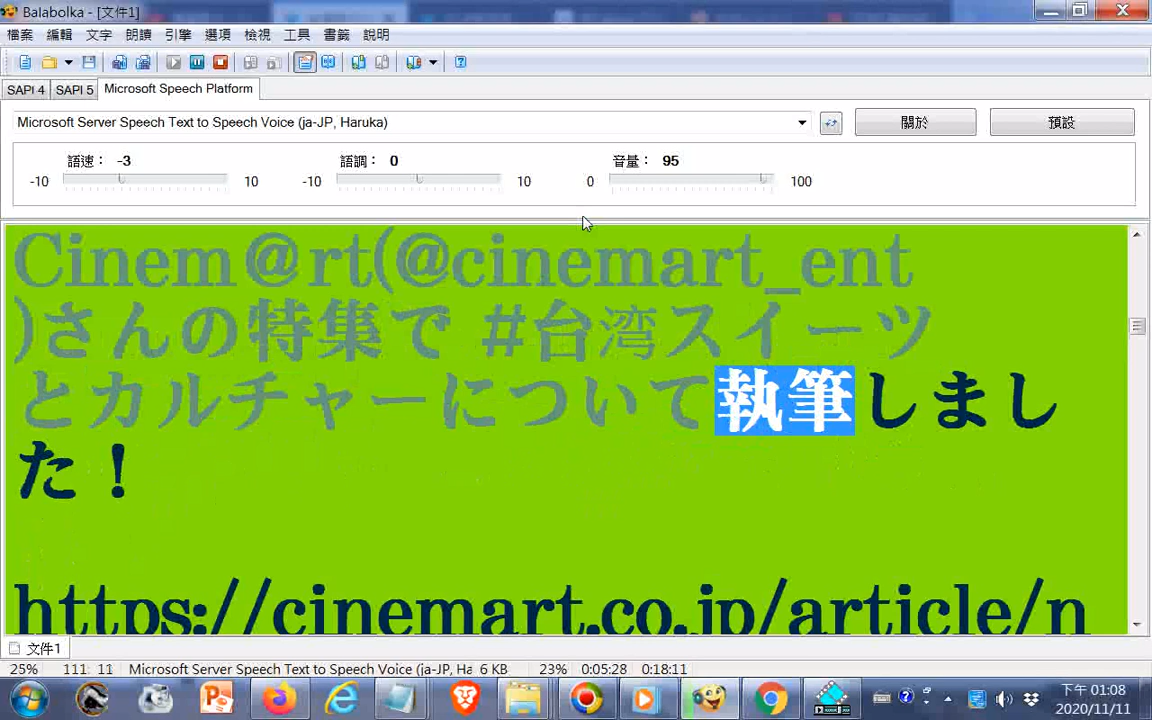 Balabolka - [文件1]
檔案 編輯 文字 朗讀 引擎 選項 檢視 工具 書籤 說明
SAPI 4 SAPI 5 Microsoft Speech Platform
Microsoft Server Speech Text to Speech Voice (ja-JP, Haruka) 關於 預設
語速： -3 語調： 0 音量： 95
-10 10 -10 10 0 100
Cinem@rt(@cinemart_ent
)さんの特集で #台湾スイーツ
とカルチャーについて執筆しまし
た！
https://cinemart.co.jp/article/n
文件1
25% 111: 11 Microsoft Server Speech Text to Speech Voice (ja-JP, Ha 6 KB 23% 0:05:28 0:18:11
下午 01:08
2020/11/11